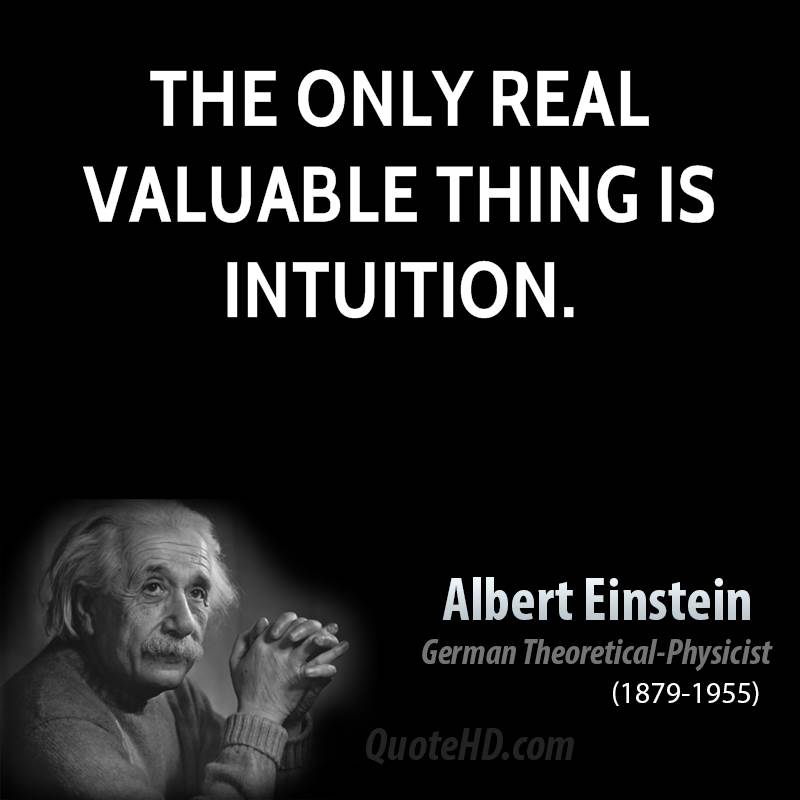 THE ONLY REAL
VALUABLE THING IS
INTUITION.
Albert Einstein
German Theoretical-Physicist
(1879-1955)
QuoteHD.com